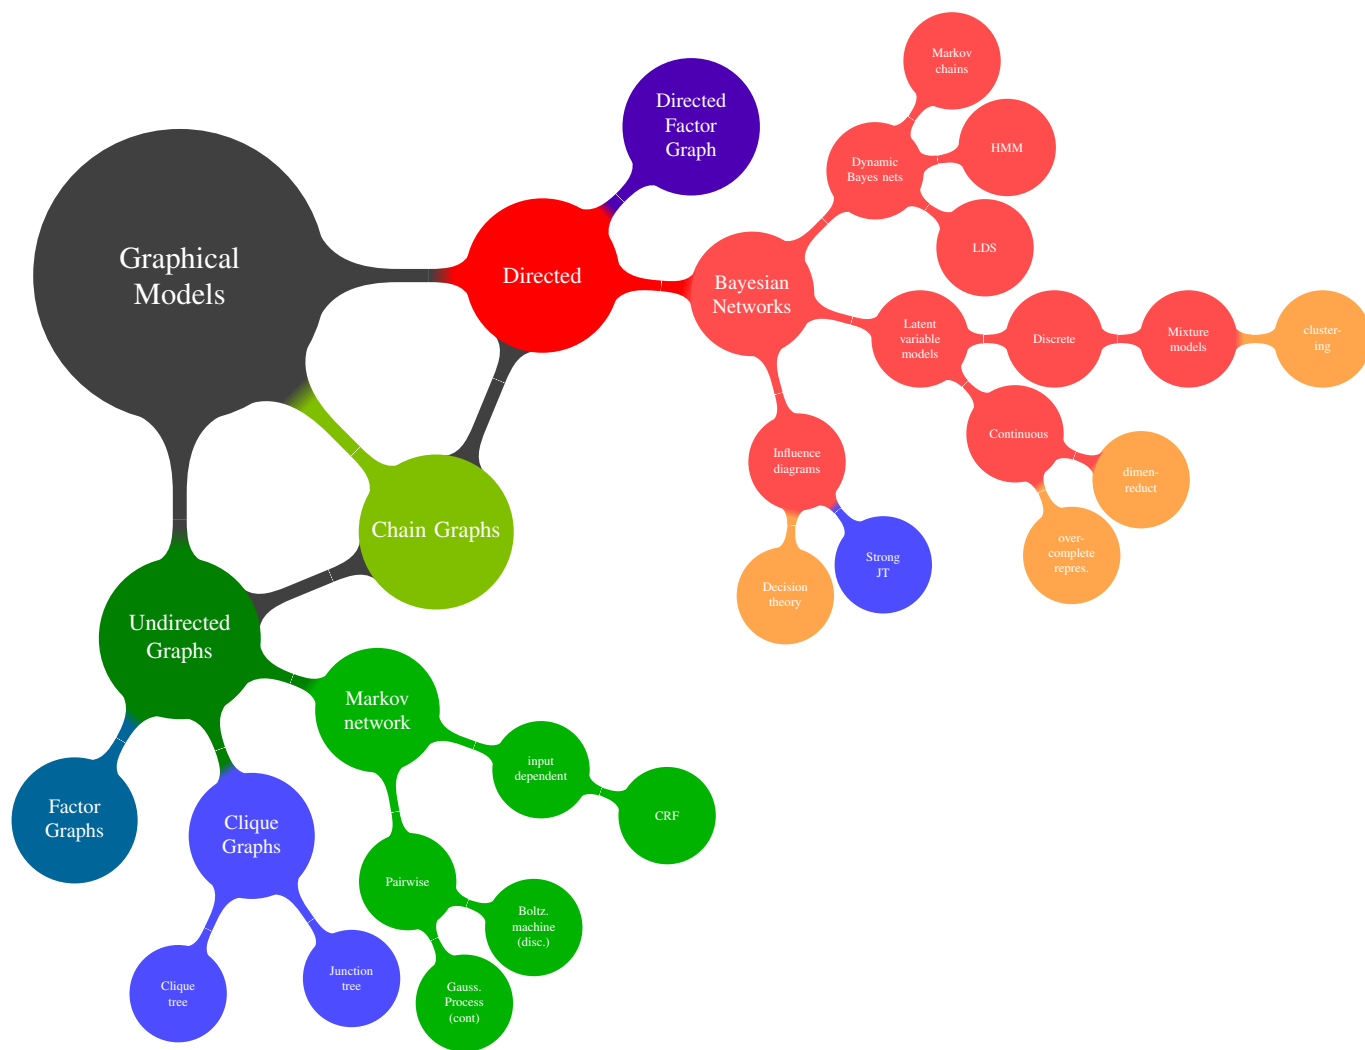 Graphical
Models
Directed
Directed
Factor
Graph
Bayesian
Networks
Dynamic
Bayes nets
Markov
chains
HMM
LDS
Latent
variable
models
Discrete
Mixture
models
cluster-
ing
Continuous
dimen-
reduct
over-
complete
repres.
Influence
diagrams
Strong
JT
Decision
theory
Chain Graphs
Undirected
Graphs
Markov
network
input
dependent
CRF
Pairwise
Boltz.
machine
(disc.)
Gauss.
Process
(cont)
Factor
Graphs
Clique
Graphs
Clique
tree
Junction
tree